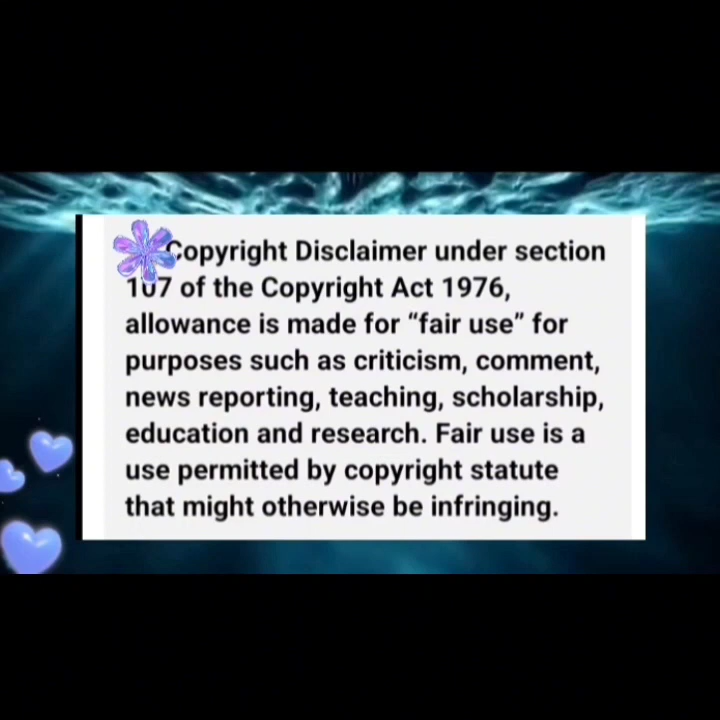 Copyright Disclaimer under section
107 of the Copyright Act 1976,
allowance is made for “fair use” for
purposes such as criticism, comment,
news reporting, teaching, scholarship,
education and research. Fair use is a
use permitted by copyright statute
that might otherwise be infringing.